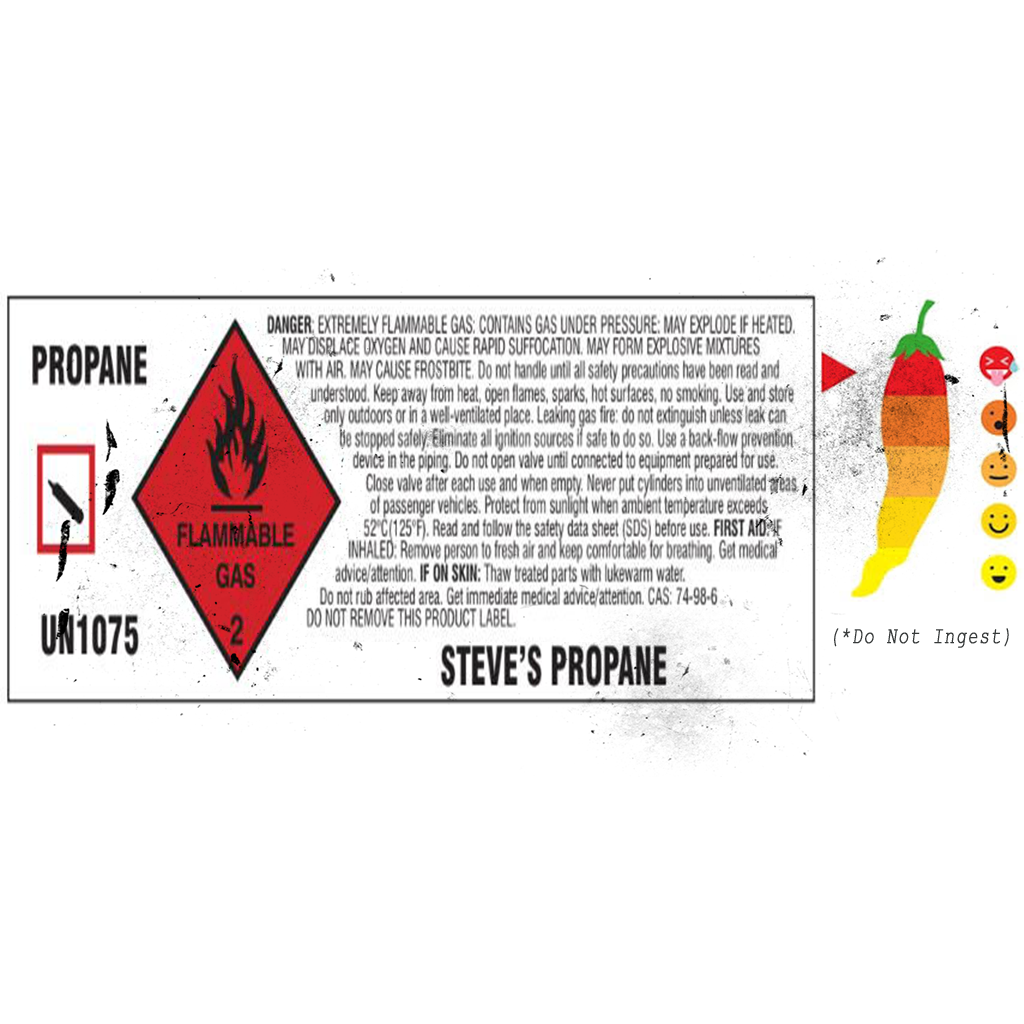 PROPANE
UN1075
FLAMMABLE
GAS
2
DANGER: EXTREMELY FLAMMABLE GAS: CONTAINS GAS UNDER PRESSURE: MAY EXPLODE IF HEATED.
MAY DISPLACE OXYGEN AND CAUSE RAPID SUFFOCATION. MAY FORM EXPLOSIVE MIXTURES
WITH AIR. MAY CAUSE FROSTBITE. Do not handle until all safety precautions have been read and
understood. Keep away from heat, open flames, sparks, hot surfaces, no smoking. Use and store
only outdoors or in a well-ventilated place. Leaking gas fire: do not extinguish unless leak can
be stopped safely. Eliminate all ignition sources if safe to do so. Use a back-flow prevention
device in the piping. Do not open valve until connected to equipment prepared for use.
Close valve after each use and when empty. Never put cylinders into unventilated areas
of passenger vehicles. Protect from sunlight when ambient temperature exceeds
52°C(125°F). Read and follow the safety data sheet (SDS) before use. FIRST AID: IF
INHALED: Remove person to fresh air and keep comfortable for breathing. Get medical
advice/attention. IF ON SKIN: Thaw treated parts with lukewarm water.
Do not rub affected area. Get immediate medical advice/attention. CAS: 74-98-6
DO NOT REMOVE THIS PRODUCT LABEL.
STEVE'S PROPANE
(*Do Not Ingest)